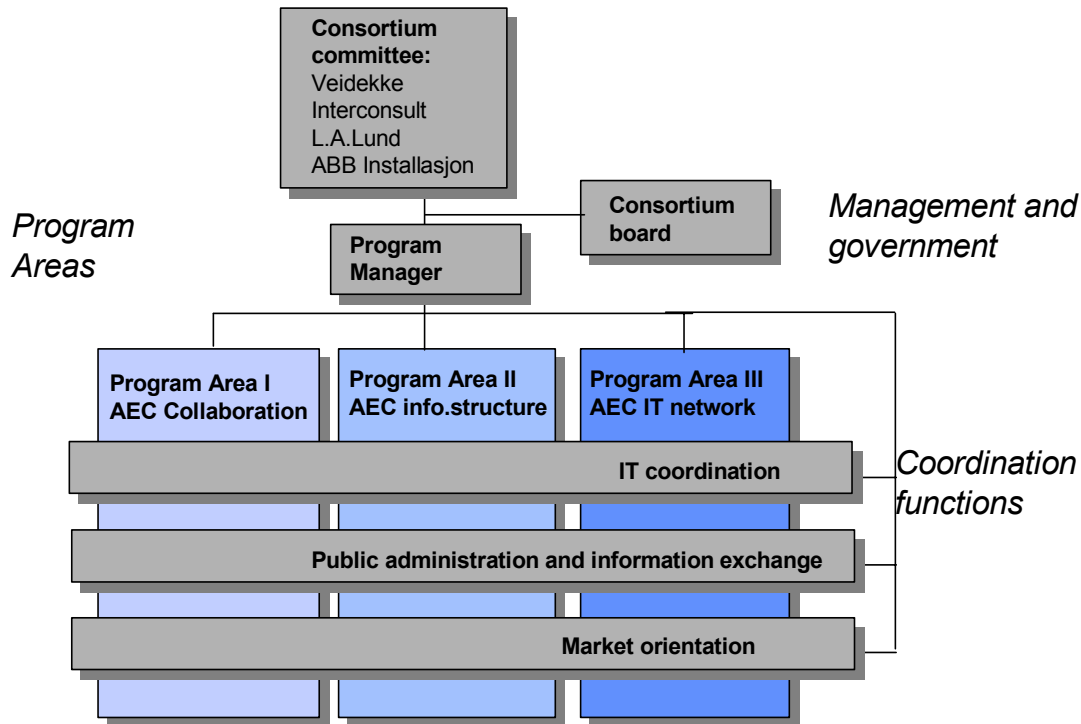 Consortium
committee:
Veidekke
Interconsult
L.A.Lund
ABB Installasjon
Program
Areas
Consortium
board
Management and
government
Program
Manager
Program Area I
AEC Collaboration
Program Area II
AEC info.structure
Program Area III
AEC IT network
IT coordination
Coordination
functions
Public administration and information exchange
Market orientation